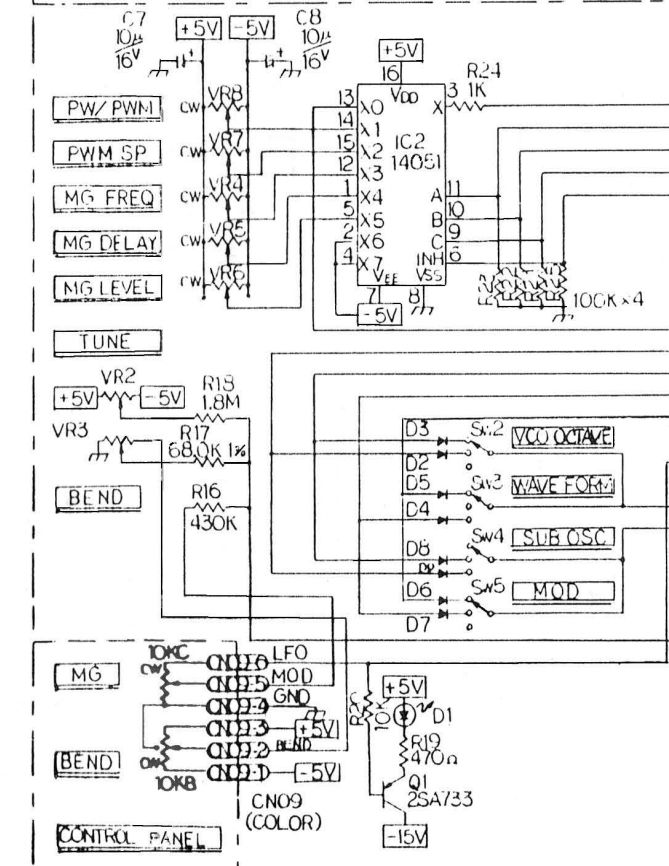 C7
10μ
16V
+5V
-5V
C8
10μ
16V
+5V
16
VDD
R24
1K
PW/PWM
CW
VR8
13
X0
X
3
14
X1
PWM SP
CW
VR7
15
X2
IC2
14051
12
X3
MG FREQ
CW
VR4
1
X4
A
11
5
X5
B
10
MG DELAY
CW
VR5
2
X6
C
9
4
X7
INH
6
VEE
VSS
MG LEVEL
CW
VR6
7
8
-5V
100K×4
TUNE
VR2
+5V
-5V
R18
1.8M
VR3
R17
68.0K 1%
BEND
R16
430K
D3
SW2
VCO OCTAVE
D2
D5
SW3
WAVE FORM
D4
D8
SW4
SUB OSC
D6
SW5
MOD
D7
10KC
CW
MG
CN09-6
LFO
CN09-5
MOD
CN09-4
GND
CN09-3
+5V
CN09-2
BEND
CN09-1
-5V
BEND
CW
10KB
CN09
(COLOR)
CONTROL PANEL
10K
+5V
D1
R19
470Ω
Q1
2SA733
-15V